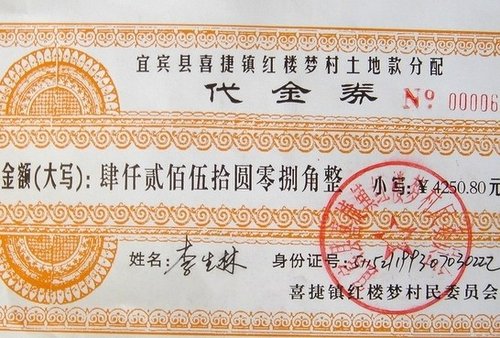 宜宾县喜捷镇红楼梦村土地款分配
代金券 Nº 00006
金额(大写): 肆仟贰佰伍拾圆零捌角整 小写: ¥ 4250.80元
姓名: 李生林 身份证号:
喜捷镇红楼梦村民委员会